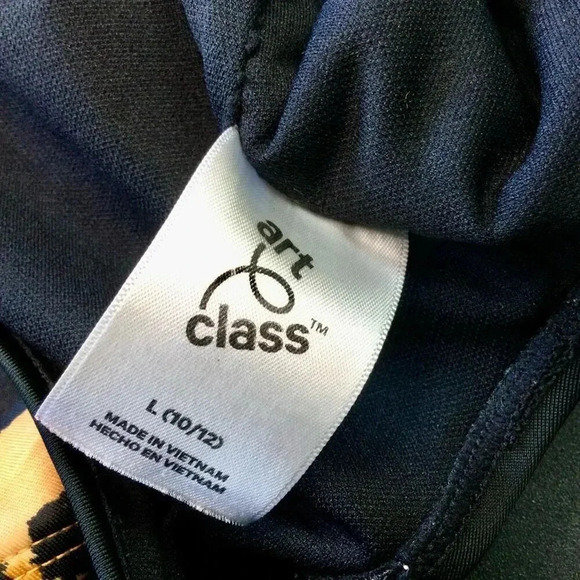 art
class™
L (10/12)
MADE IN VIETNAM
HECHO EN VIETNAM